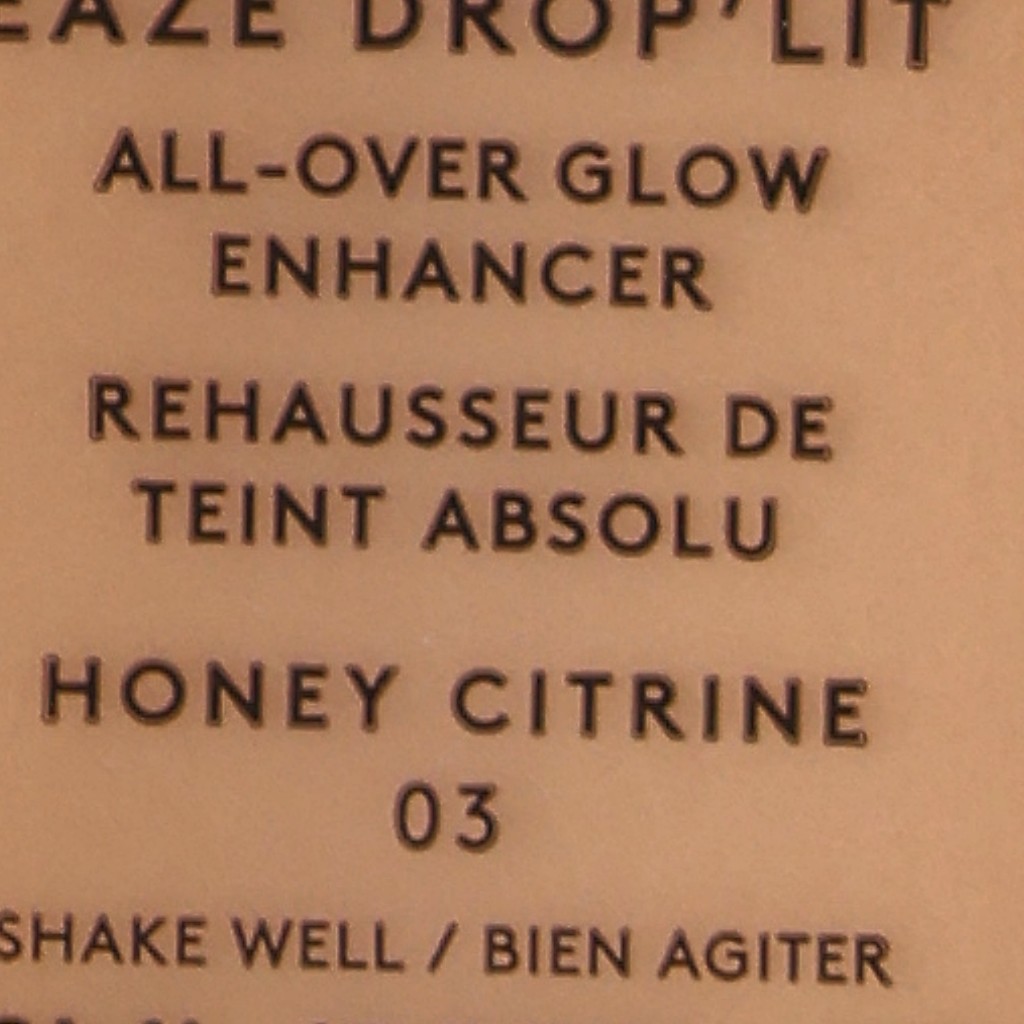 EAZE DROP'LIT
ALL-OVER GLOW
ENHANCER
REHAUSSEUR DE
TEINT ABSOLU
HONEY CITRINE
03
SHAKE WELL / BIEN AGITER